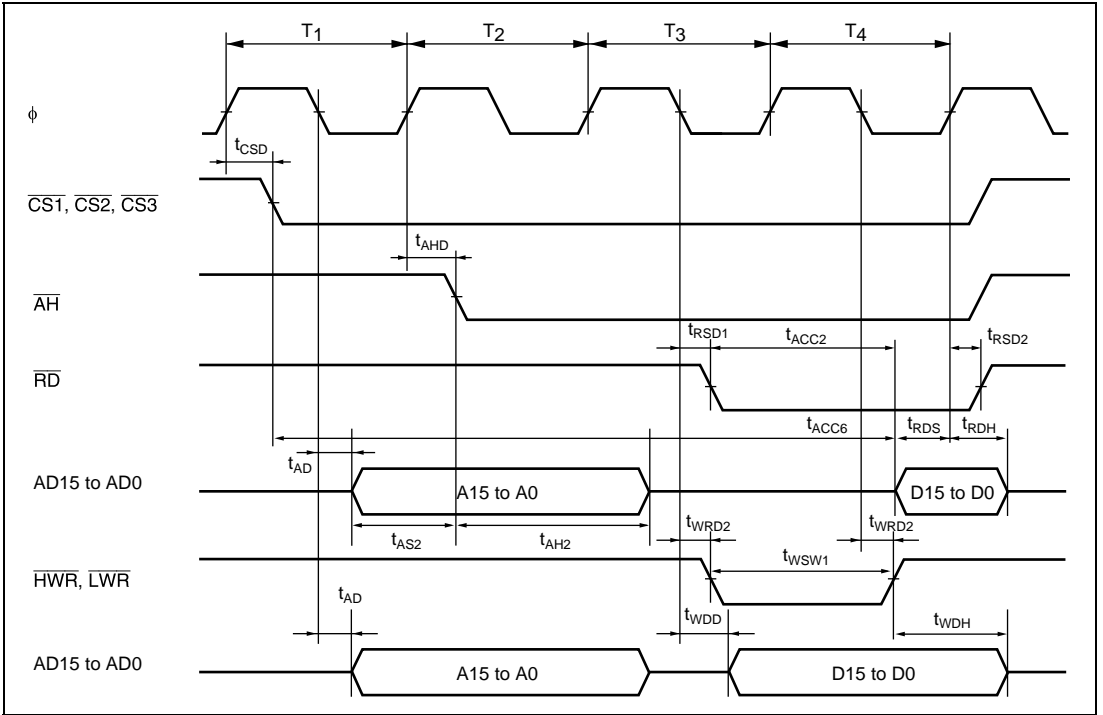 T1 T2 T3 T4
ϕ
tCSD
CS1, CS2, CS3
tAHD
AH
tRSD1 tACC2 tRSD2
RD
tACC6 tRDS tRDH
tAD
AD15 to AD0 A15 to A0 D15 to D0
tAS2 tAH2 tWRD2 tWRD2
tWSW1
HWR, LWR
tAD tWDD tWDH
AD15 to AD0 A15 to A0 D15 to D0